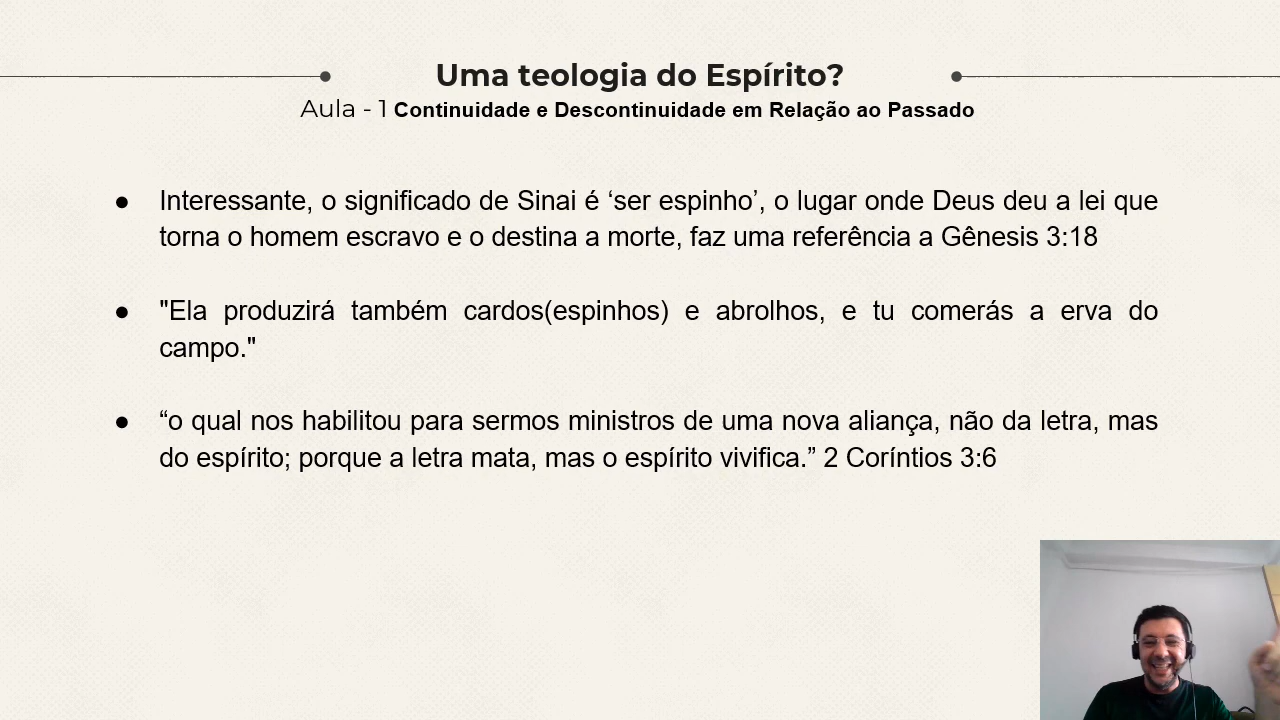 Uma teologia do Espírito?
Aula - 1 Continuidade e Descontinuidade em Relação ao Passado
● Interessante, o significado de Sinai é ‘ser espinho’, o lugar onde Deus deu a lei que
torna o homem escravo e o destina a morte, faz uma referência a Gênesis 3:18
● "Ela produzirá também cardos(espinhos) e abrolhos, e tu comerás a erva do
campo."
● “o qual nos habilitou para sermos ministros de uma nova aliança, não da letra, mas
do espírito; porque a letra mata, mas o espírito vivifica.” 2 Coríntios 3:6